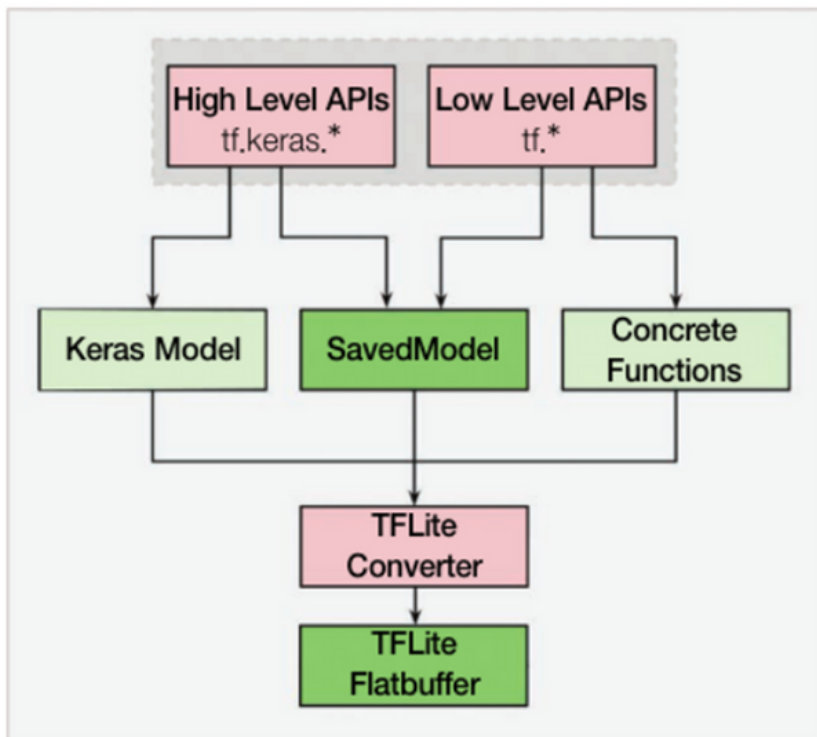 High Level APIs
tf.keras.*
Low Level APIs
tf.*
Keras Model
SavedModel
Concrete
Functions
TFLite
Converter
TFLite
Flatbuffer